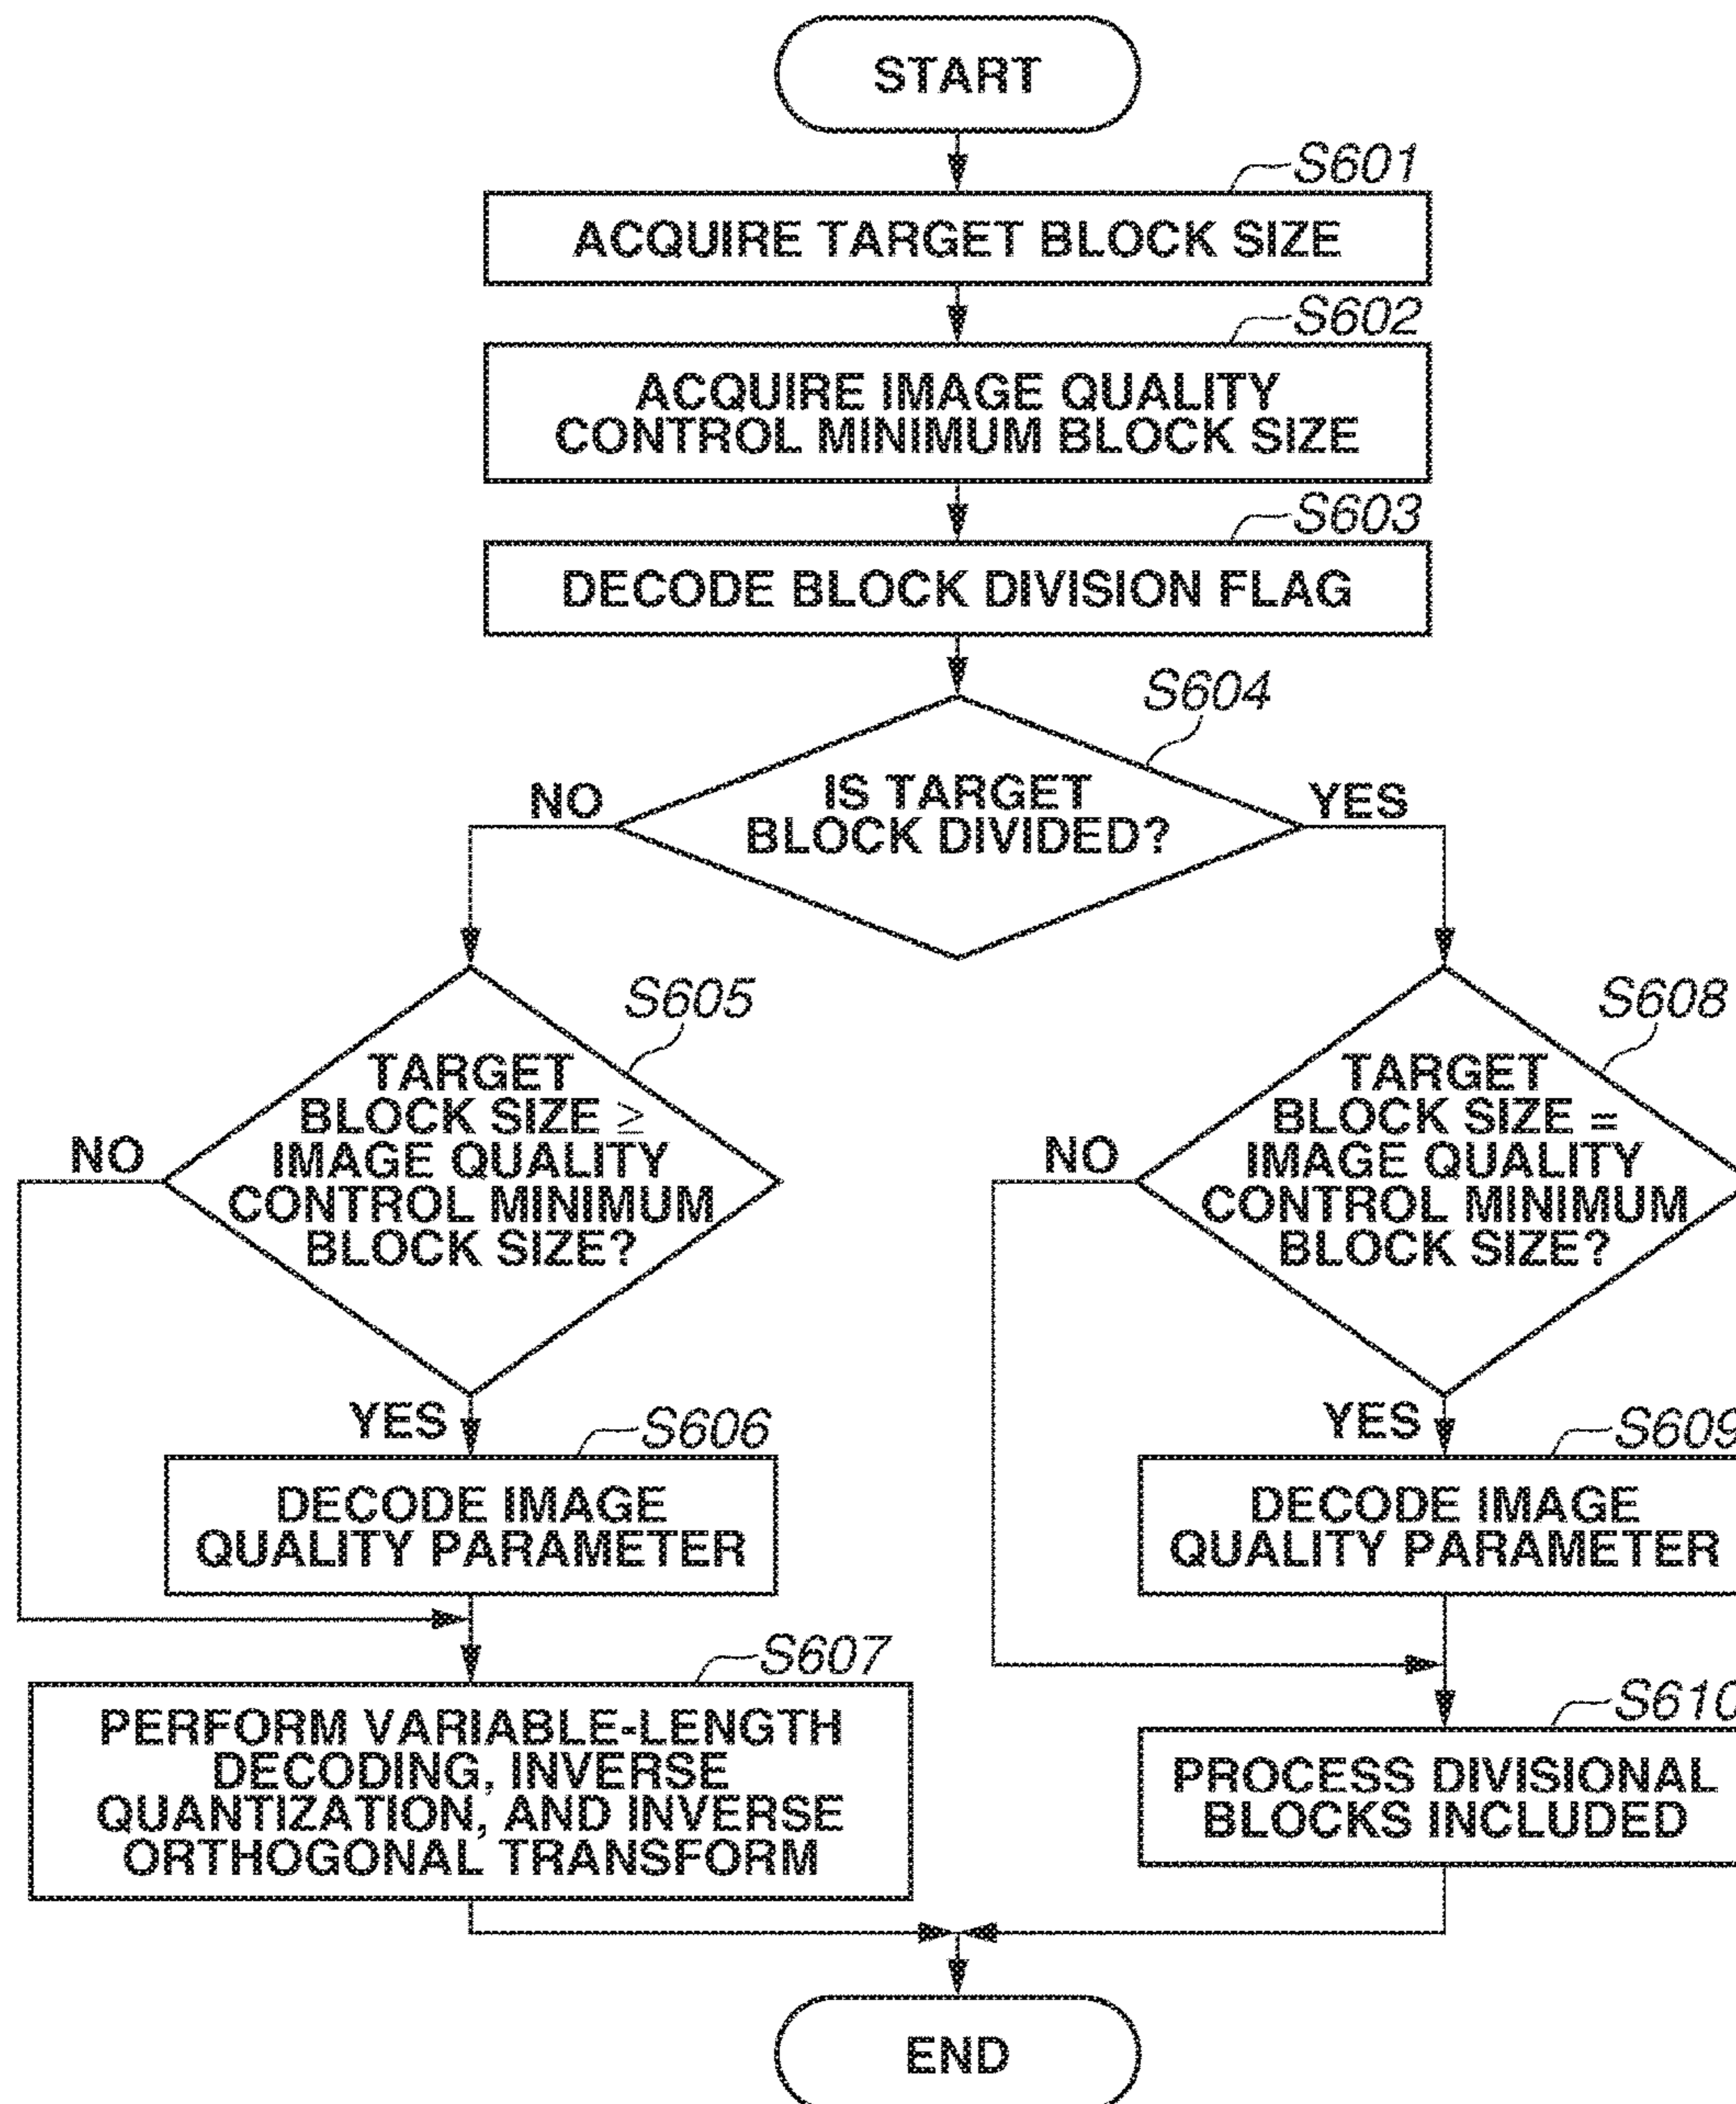 START
S601
ACQUIRE TARGET BLOCK SIZE
S602
ACQUIRE IMAGE QUALITY
CONTROL MINIMUM BLOCK SIZE
S603
DECODE BLOCK DIVISION FLAG
S604
IS TARGET
BLOCK DIVIDED?
NO
YES
S605
TARGET
BLOCK SIZE ≥
IMAGE QUALITY
CONTROL MINIMUM
BLOCK SIZE?
NO
YES
S606
DECODE IMAGE
QUALITY PARAMETER
S607
PERFORM VARIABLE-LENGTH
DECODING, INVERSE
QUANTIZATION, AND INVERSE
ORTHOGONAL TRANSFORM
S608
TARGET
BLOCK SIZE =
IMAGE QUALITY
CONTROL MINIMUM
BLOCK SIZE?
NO
YES
S609
DECODE IMAGE
QUALITY PARAMETER
S610
PROCESS DIVISIONAL
BLOCKS INCLUDED
END